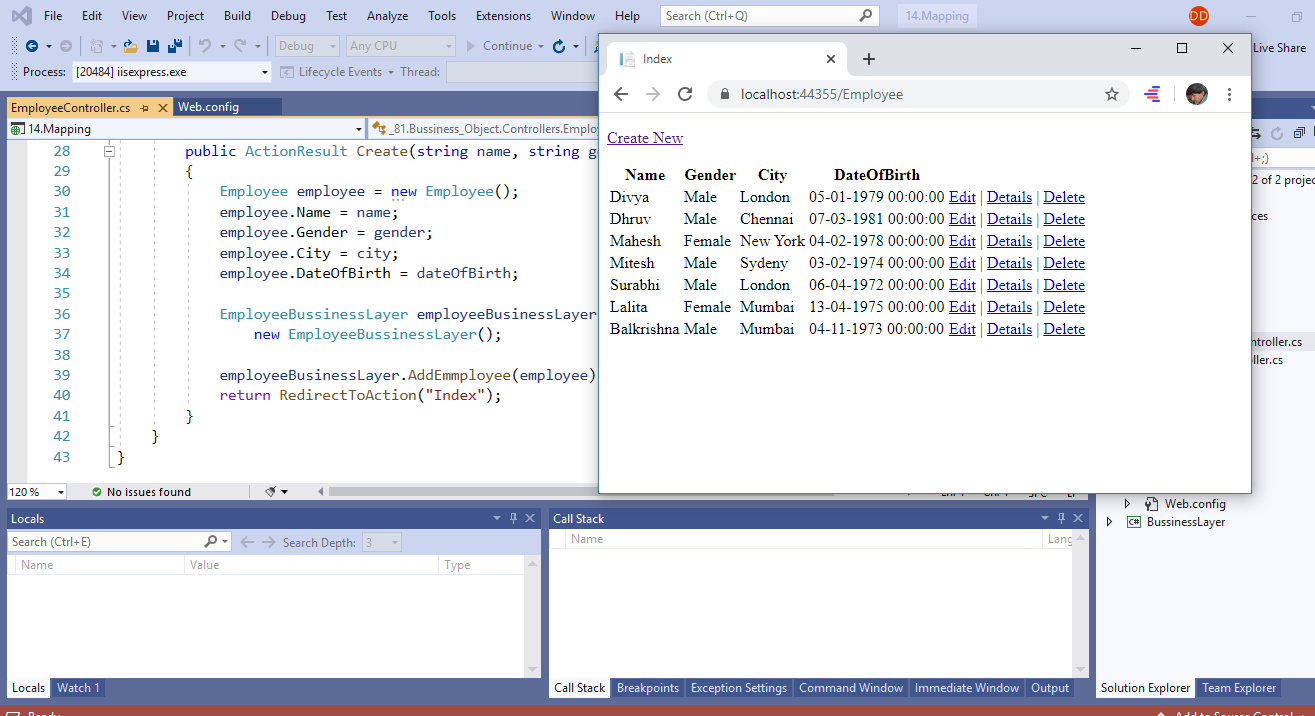 File Edit View Project Build Debug Test Analyze Tools Extensions Window Help Search (Ctrl+Q) 14.Mapping DD
Debug Any CPU Continue Live Share
Process: [20484] iisexpress.exe Lifecycle Events Thread:
EmployeeController.cs Web.config
14.Mapping _81.Bussiness_Object.Controllers.Emplo
28 public ActionResult Create(string name, string g
29 {
30 Employee employee = new Employee();
31 employee.Name = name;
32 employee.Gender = gender;
33 employee.City = city;
34 employee.DateOfBirth = dateOfBirth;
35
36 EmployeeBussinessLayer employeeBusinessLayer
37 new EmployeeBussinessLayer();
38
39 employeeBusinessLayer.AddEmmployee(employee)
40 return RedirectToAction("Index");
41 }
42 }
43 }
120 % No issues found
Index
localhost:44355/Employee
Create New
Name Gender City DateOfBirth
Divya Male London 05-01-1979 00:00:00 Edit | Details | Delete
Dhruv Male Chennai 07-03-1981 00:00:00 Edit | Details | Delete
Mahesh Female New York 04-02-1978 00:00:00 Edit | Details | Delete
Mitesh Male Sydeny 03-02-1974 00:00:00 Edit | Details | Delete
Surabhi Male London 06-04-1972 00:00:00 Edit | Details | Delete
Lalita Female Mumbai 13-04-1975 00:00:00 Edit | Details | Delete
Balkrishna Male Mumbai 04-11-1973 00:00:00 Edit | Details | Delete
+;)
2 of 2 projec
ces
ntroller.cs
ller.cs
Web.config
C# BussinessLayer
Locals
Search (Ctrl+E) Search Depth: 3
Name Value Type
Locals Watch 1
Call Stack
Name Lang
Call Stack Breakpoints Exception Settings Command Window Immediate Window Output
Solution Explorer Team Explorer
Ready Add to Source Control